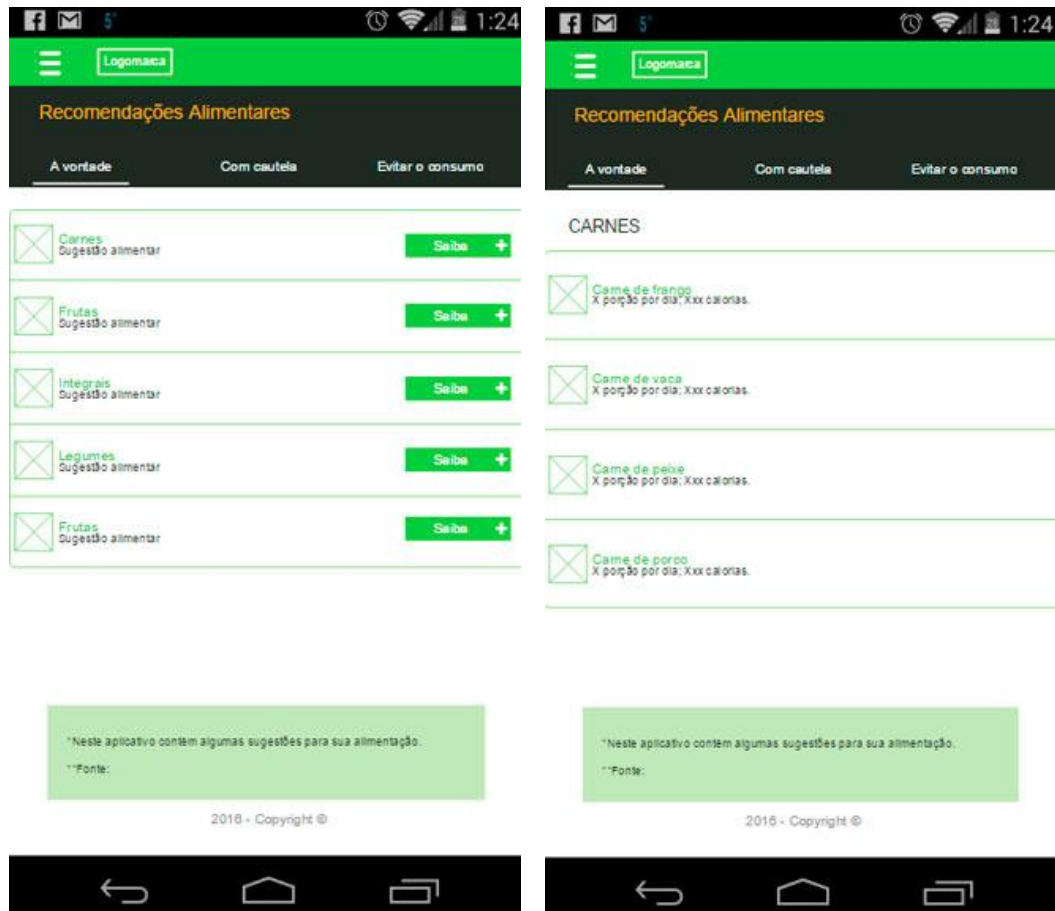 5°
1:24
Logomarca
Recomendações Alimentares
A vontade Com cautela Evitar o consumo
Carnes
Sugestão alimentar
Saiba +
Frutas
Sugestão alimentar
Saiba +
Integrais
Sugestão alimentar
Saiba +
Legumes
Sugestão alimentar
Saiba +
Frutas
Sugestão alimentar
Saiba +
*Neste aplicativo contém algumas sugestões para sua alimentação.
**Fonte:
2016 - Copyright ©
5°
1:24
Logomarca
Recomendações Alimentares
A vontade Com cautela Evitar o consumo
CARNES
Carne de frango
X porção por dia; Xxx calorias.
Carne de vaca
X porção por dia; Xxx calorias.
Carne de peixe
X porção por dia; Xxx calorias.
Carne de porco
X porção por dia; Xxx calorias.
*Neste aplicativo contém algumas sugestões para sua alimentação.
**Fonte:
2016 - Copyright ©